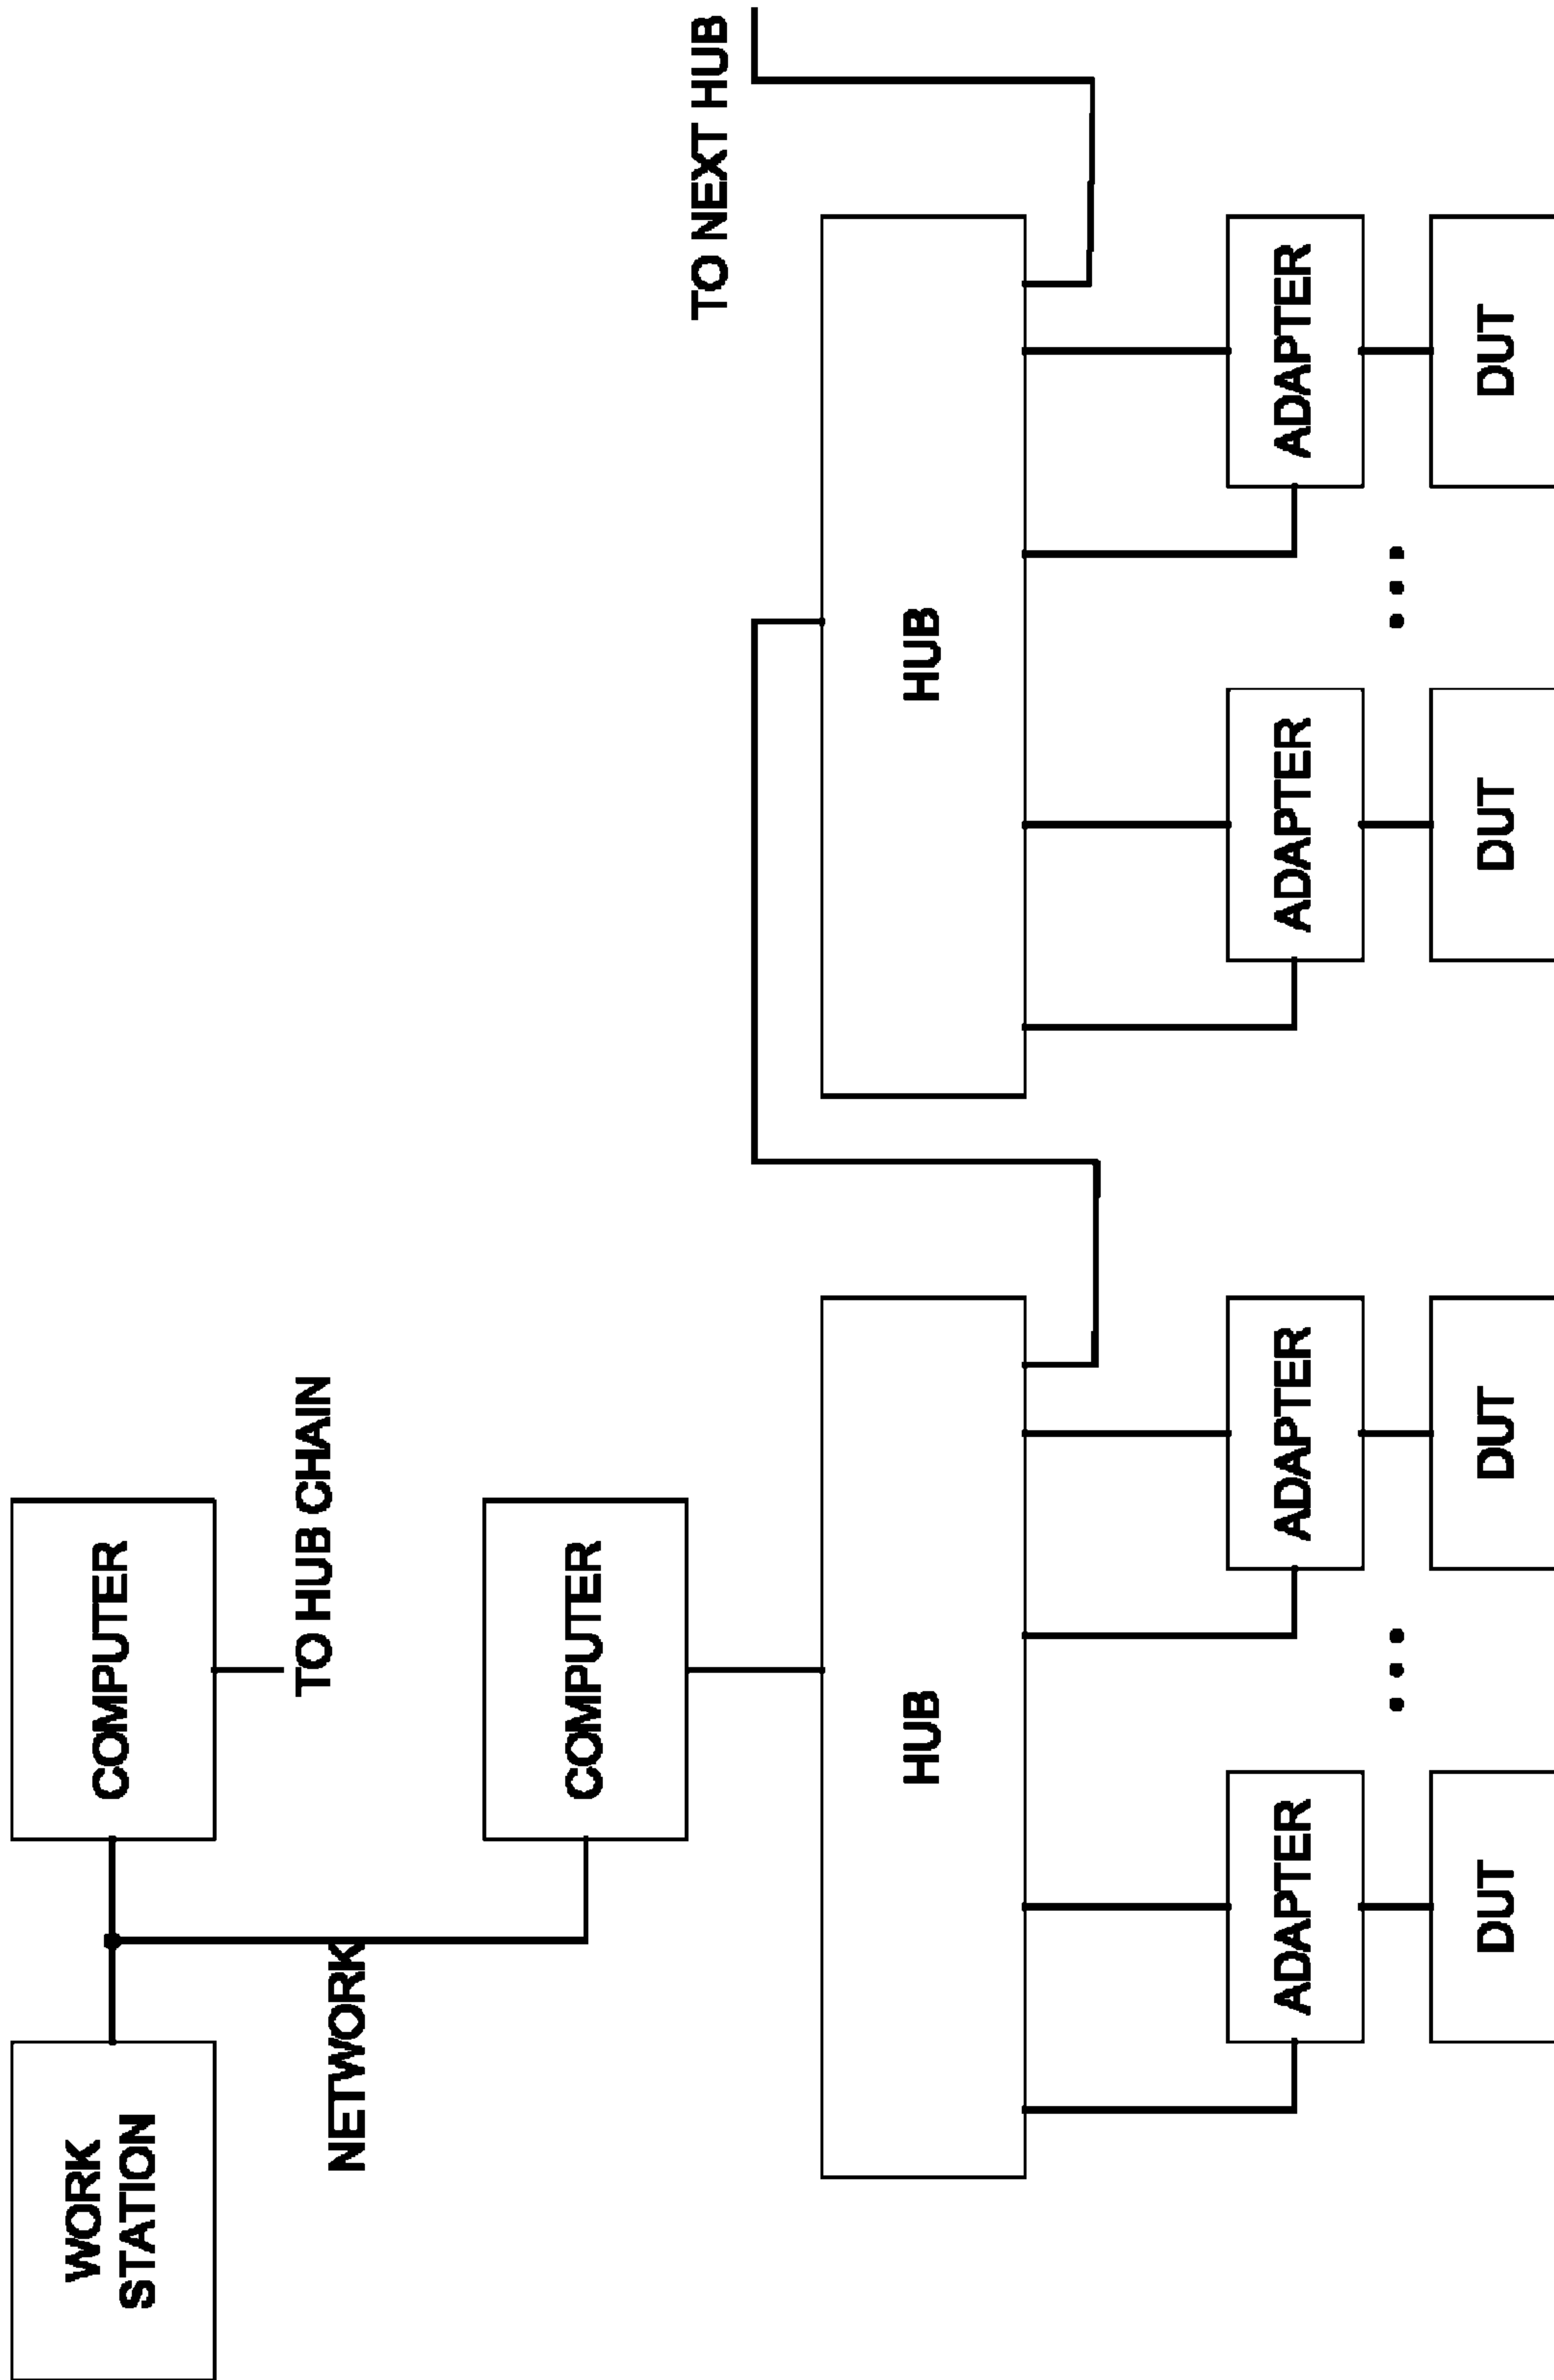 WORK
STATION
COMPUTER
TO HUB CHAIN
NETWORK
COMPUTER
TO NEXT HUB
HUB
HUB
ADAPTER
ADAPTER
ADAPTER
ADAPTER
DUT
DUT
DUT
DUT